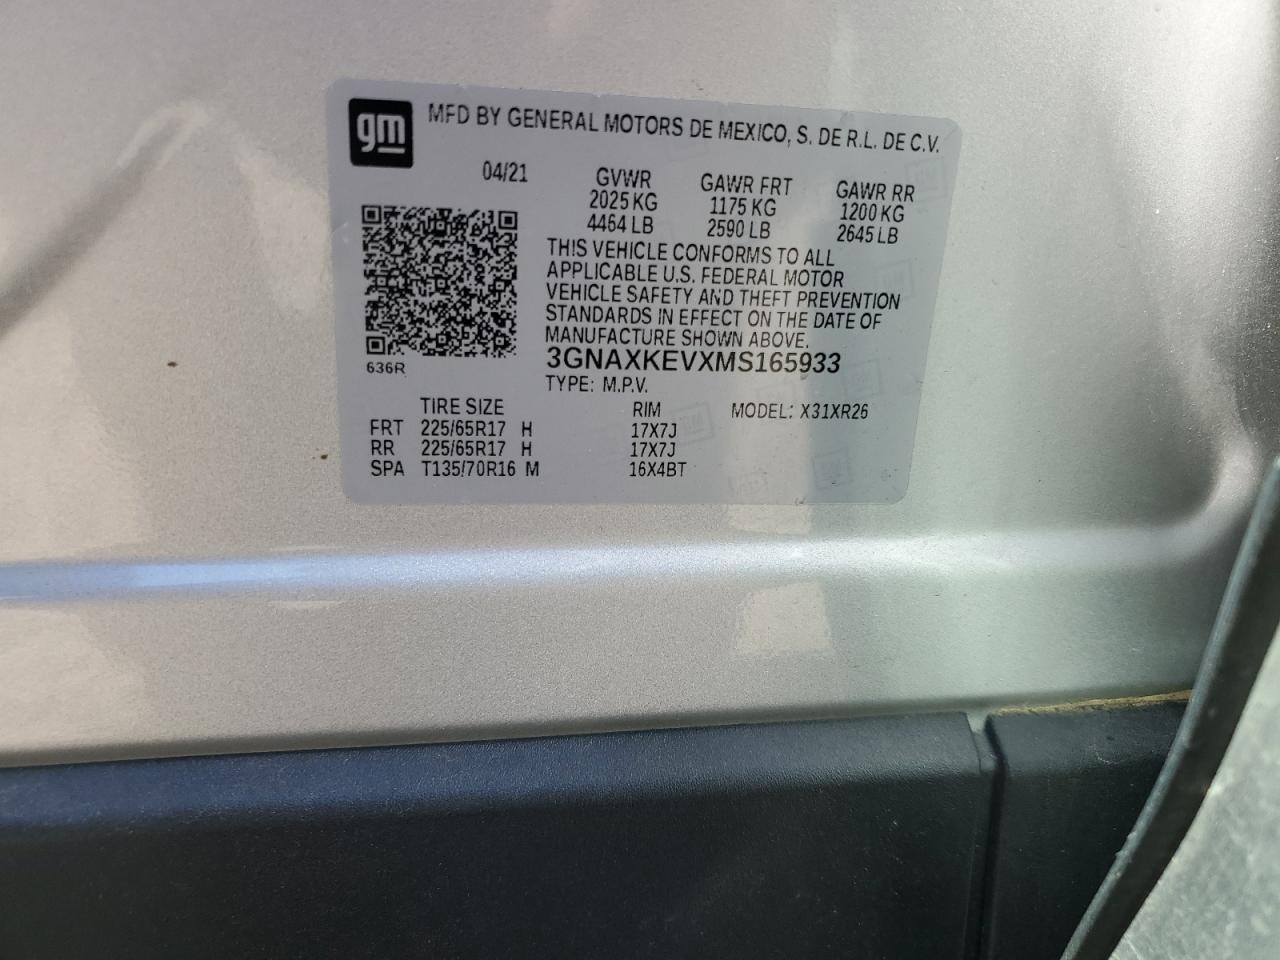 gm MFD BY GENERAL MOTORS DE MEXICO, S. DE R.L. DE C.V.
04/21 GVWR GAWR FRT GAWR RR
2025 KG 1175 KG 1200 KG
4464 LB 2590 LB 2645 LB
THIS VEHICLE CONFORMS TO ALL
APPLICABLE U.S. FEDERAL MOTOR
VEHICLE SAFETY AND THEFT PREVENTION
STANDARDS IN EFFECT ON THE DATE OF
MANUFACTURE SHOWN ABOVE.
636R 3GNAXKEVXMS165933
TYPE: M.P.V.
TIRE SIZE RIM MODEL: X31XR26
FRT 225/65R17 H 17X7J
RR 225/65R17 H 17X7J
SPA T135/70R16 M 16X4BT